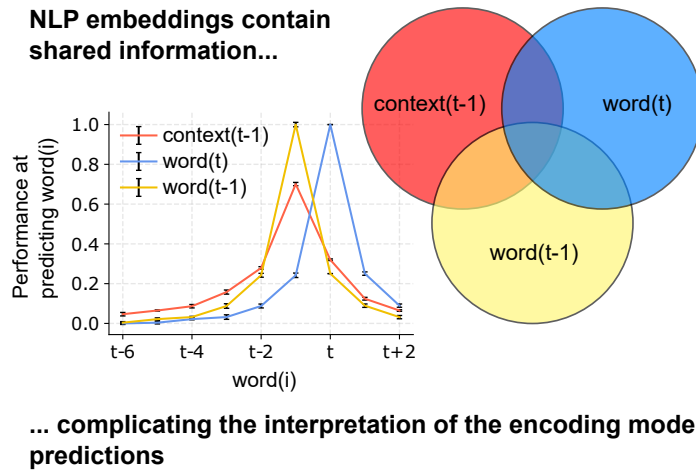 NLP embeddings contain
shared information...
context(t-1)
word(t)
word(t-1)
Performance at
predicting word(i)
1.0
0.8
0.6
0.4
0.2
0.0
context(t-1)
word(t)
word(t-1)
t-6
t-4
t-2
t
t+2
word(i)
... complicating the interpretation of the encoding mode
predictions